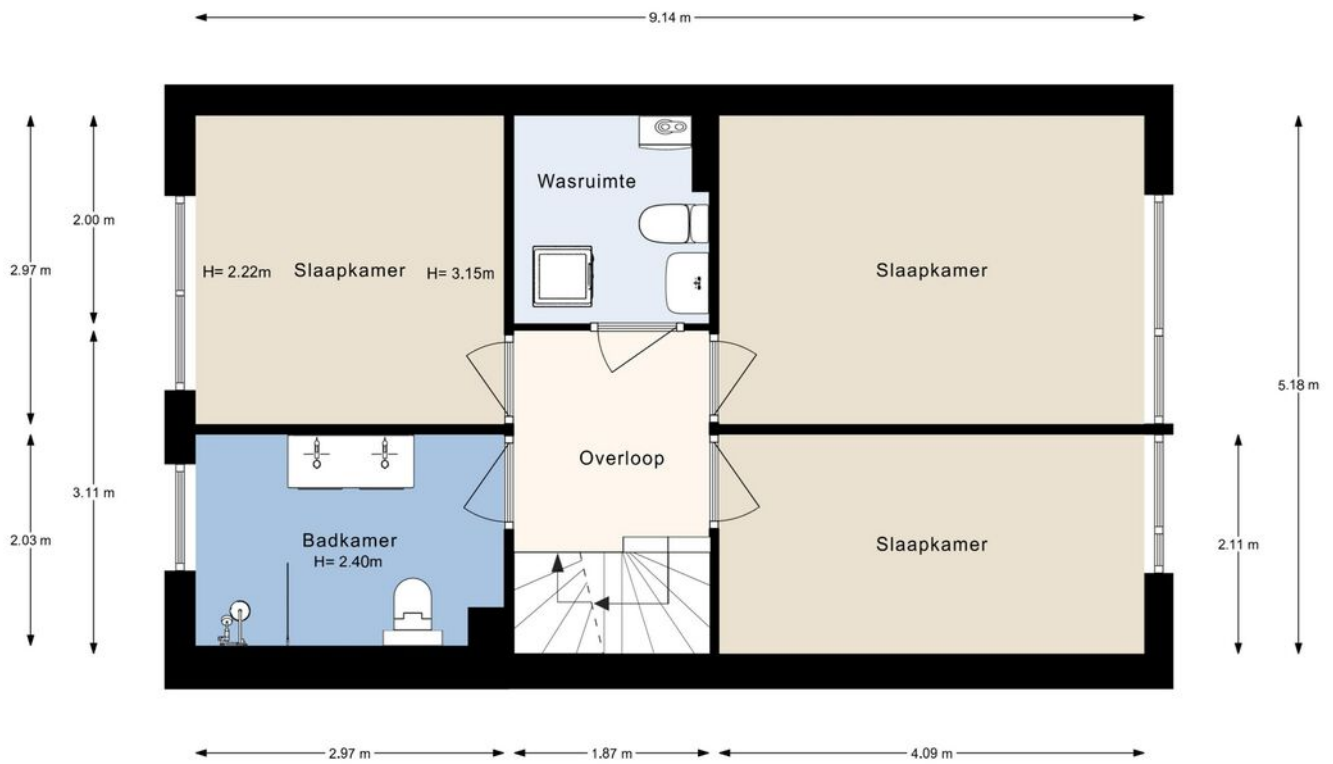 9.14 m
Wasruimte
2.00 m
2.97 m
H= 2.22m
Slaapkamer
H= 3.15m
Slaapkamer
5.18 m
Overloop
3.11 m
2.03 m
Badkamer
H= 2.40m
Slaapkamer
2.11 m
2.97 m
1.87 m
4.09 m